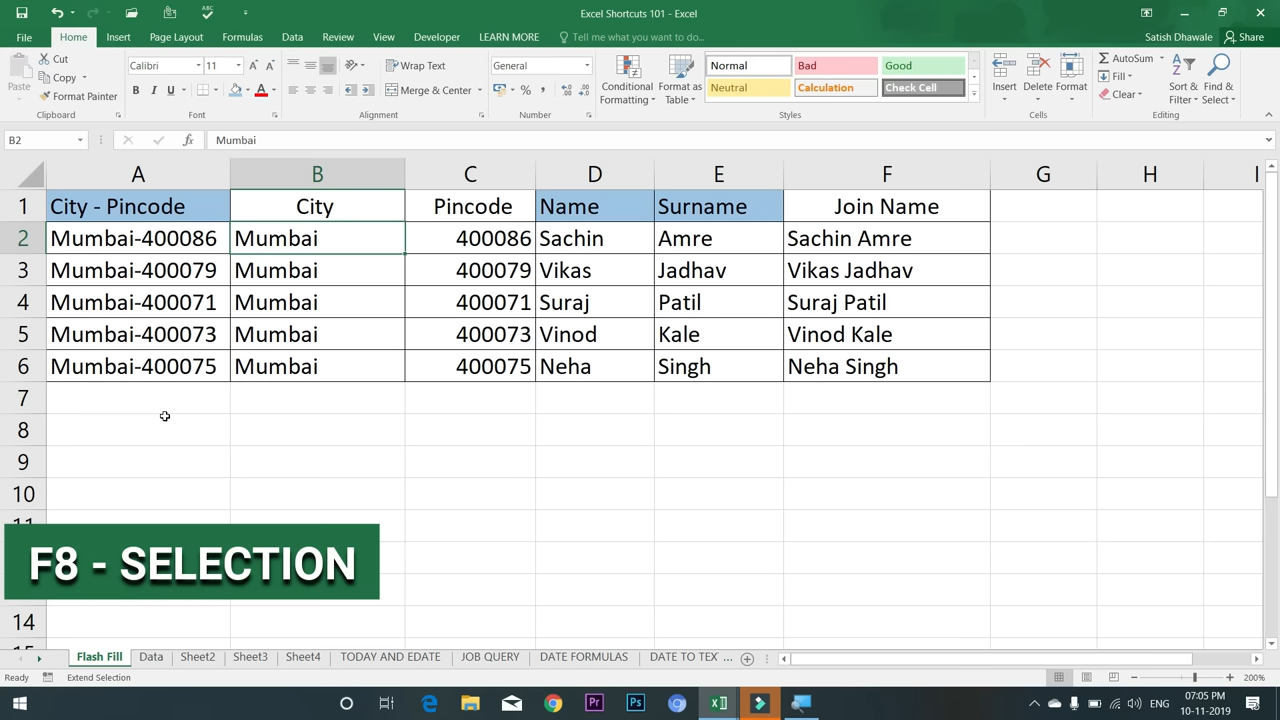 Excel Shortcuts 101 - Excel
File Home Insert Page Layout Formulas Data Review View Developer LEARN MORE Tell me what you want to do... Satish Dhawale Share
Paste
Cut
Copy
Format Painter
Clipboard
Calibri 11
B I U
Font
Wrap Text
Merge & Center
Alignment
General
Number
Conditional Formatting
Format as Table
Normal Bad Good
Neutral Calculation Check Cell
Styles
Insert Delete Format
Cells
AutoSum
Fill
Clear
Sort & Filter
Find & Select
Editing
B2 fx Mumbai
A B C D E F G H I
1 City - Pincode City Pincode Name Surname Join Name
2 Mumbai-400086 Mumbai 400086 Sachin Amre Sachin Amre
3 Mumbai-400079 Mumbai 400079 Vikas Jadhav Vikas Jadhav
4 Mumbai-400071 Mumbai 400071 Suraj Patil Suraj Patil
5 Mumbai-400073 Mumbai 400073 Vinod Kale Vinod Kale
6 Mumbai-400075 Mumbai 400075 Neha Singh Neha Singh
7
8
9
10
F8 - SELECTION
14
Flash Fill Data Sheet2 Sheet3 Sheet4 TODAY AND EDATE JOB QUERY DATE FORMULAS DATE TO TEX ...
Ready Extend Selection 200%
Pr Ps ENG 07:05 PM
10-11-2019